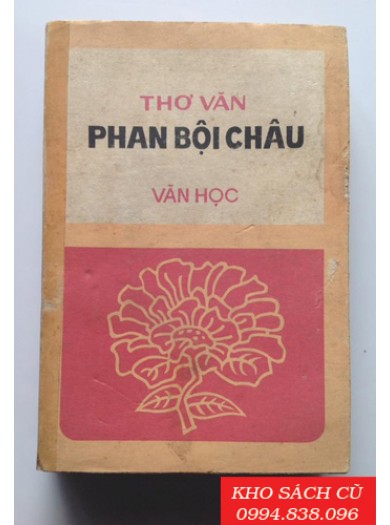 THƠ VĂN
PHAN BỘI CHÂU
VĂN HỌC
KHO SÁCH CŨ
0994.838.096